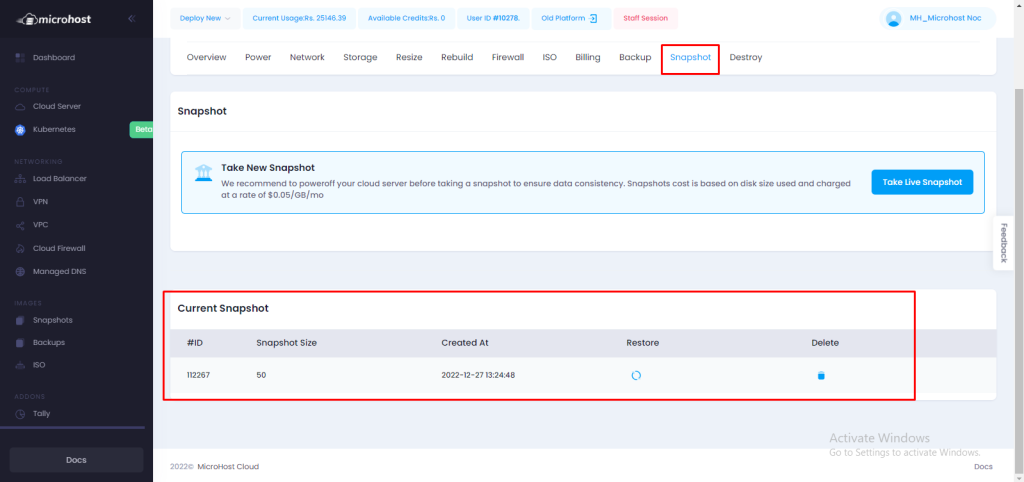 microhost
Deploy New
Current Usage:Rs. 25146.39
Available Credits:Rs. 0
User ID #10278.
Old Platform
Staff Session
MH_Microhost Noc
Dashboard
COMPUTE
Cloud Server
Kubernetes
Beta
NETWORKING
Load Balancer
VPN
VPC
Cloud Firewall
Managed DNS
IMAGES
Snapshots
Backups
ISO
ADDONS
Tally
Docs
Overview Power Network Storage Resize Rebuild Firewall ISO Billing Backup Snapshot Destroy
Snapshot
Take New Snapshot
We recommend to poweroff your cloud server before taking a snapshot to ensure data consistency. Snapshots cost is based on disk size used and charged
at a rate of $0.05/GB/mo
Take Live Snapshot
Feedback
Current Snapshot
#ID Snapshot Size Created At Restore Delete
112267 50 2022-12-27 13:24:48
Activate Windows
Go to Settings to activate Windows.
2022© MicroHost Cloud
Docs